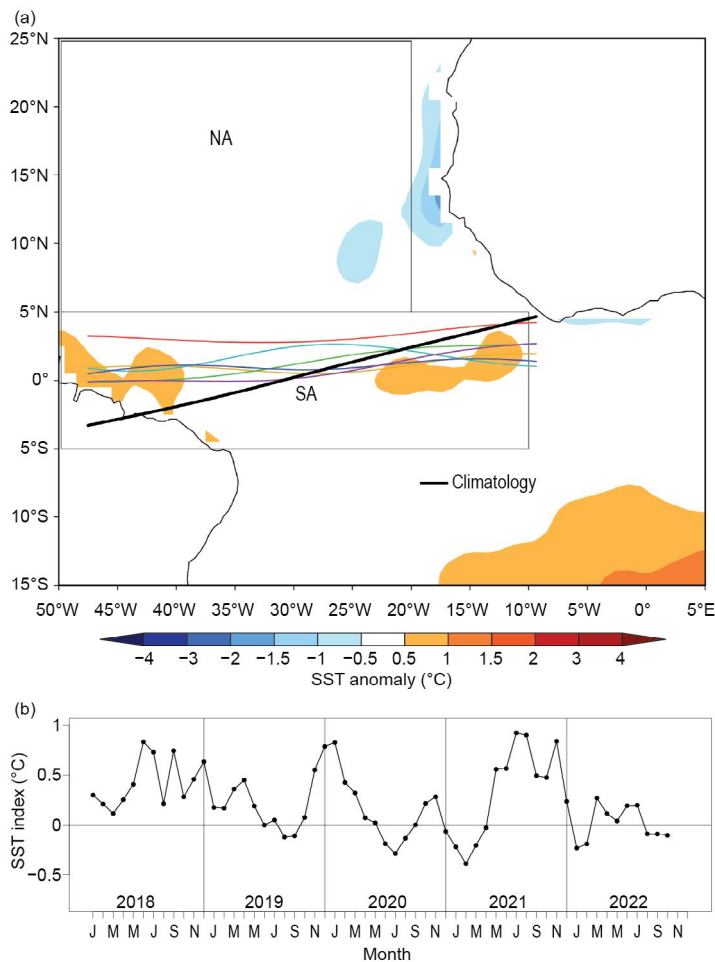 (a)
25°N
20°N
NA
15°N
10°N
5°N
0°
SA
5°S
Climatology
10°S
15°S
50°W 45°W 40°W 35°W 30°W 25°W 20°W 15°W 10°W 5°W 0° 5°E
−4 −3 −2 −1.5 −1 −0.5 0.5 1 1.5 2 3 4
SST anomaly (°C)
(b)
1
0.5
0
−0.5
SST index (°C)
2018 2019 2020 2021 2022
J M M J S N J M M J S N J M M J S N J M M J S N J M M J S N
Month